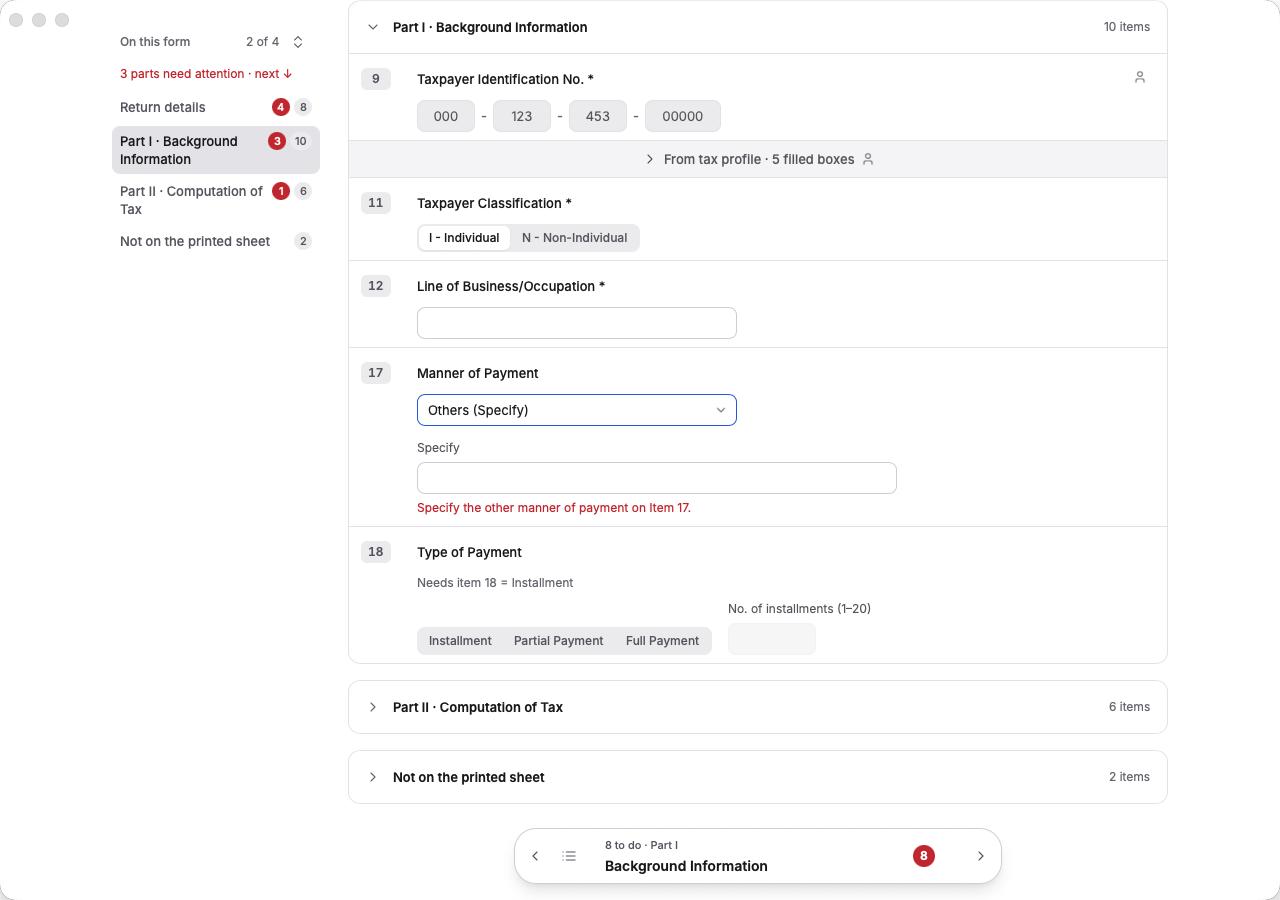 On this form 2 of 4
3 parts need attention · next ↓
Return details 4 8
Part I · Background Information 3 10
Part II · Computation of Tax 1 6
Not on the printed sheet 2
Part I · Background Information 10 items
9 Taxpayer Identification No. *
000 - 123 - 453 - 00000
From tax profile · 5 filled boxes
11 Taxpayer Classification *
I - Individual N - Non-Individual
12 Line of Business/Occupation *
17 Manner of Payment
Others (Specify)
Specify
Specify the other manner of payment on Item 17.
18 Type of Payment
Needs item 18 = Installment
No. of installments (1–20)
Installment Partial Payment Full Payment
Part II · Computation of Tax 6 items
Not on the printed sheet 2 items
8 to do · Part I
Background Information 8